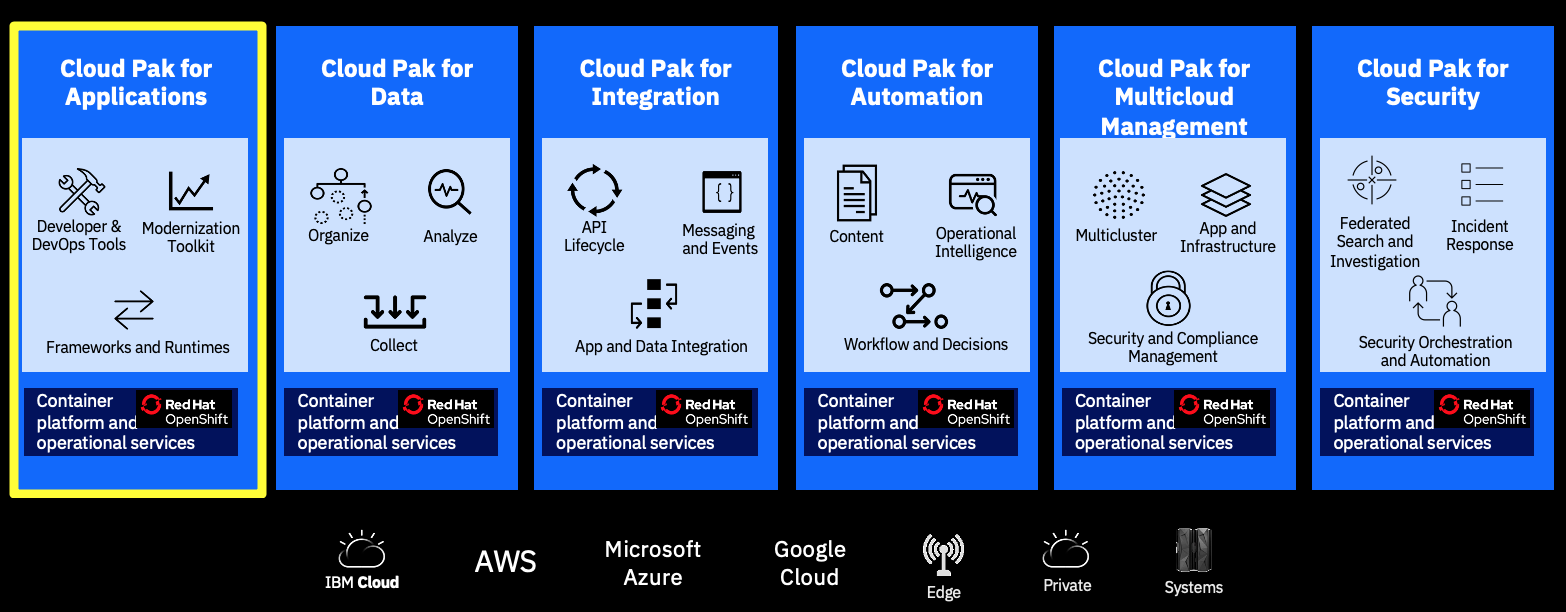 Cloud Pak for
Applications
Developer &
DevOps Tools
Modernization
Toolkit
Frameworks and Runtimes
Container
platform and
operational services
Red Hat
OpenShift
Cloud Pak for
Data
Organize
Analyze
Collect
Container
platform and
operational services
Red Hat
OpenShift
Cloud Pak for
Integration
API
Lifecycle
{ }
Messaging
and Events
App and Data Integration
Container
platform and
operational services
Red Hat
OpenShift
Cloud Pak for
Automation
Content
Operational
Intelligence
Workflow and Decisions
Container
platform and
operational services
Red Hat
OpenShift
Cloud Pak for
Multicloud
Management
Multicluster
App and
Infrastructure
Security and Compliance
Management
Container
platform and
operational services
Red Hat
OpenShift
Cloud Pak for
Security
Federated
Search and
Investigation
Incident
Response
Security Orchestration
and Automation
Container
platform and
operational services
Red Hat
OpenShift
IBM Cloud
AWS
Microsoft
Azure
Google
Cloud
Edge
Private
Systems